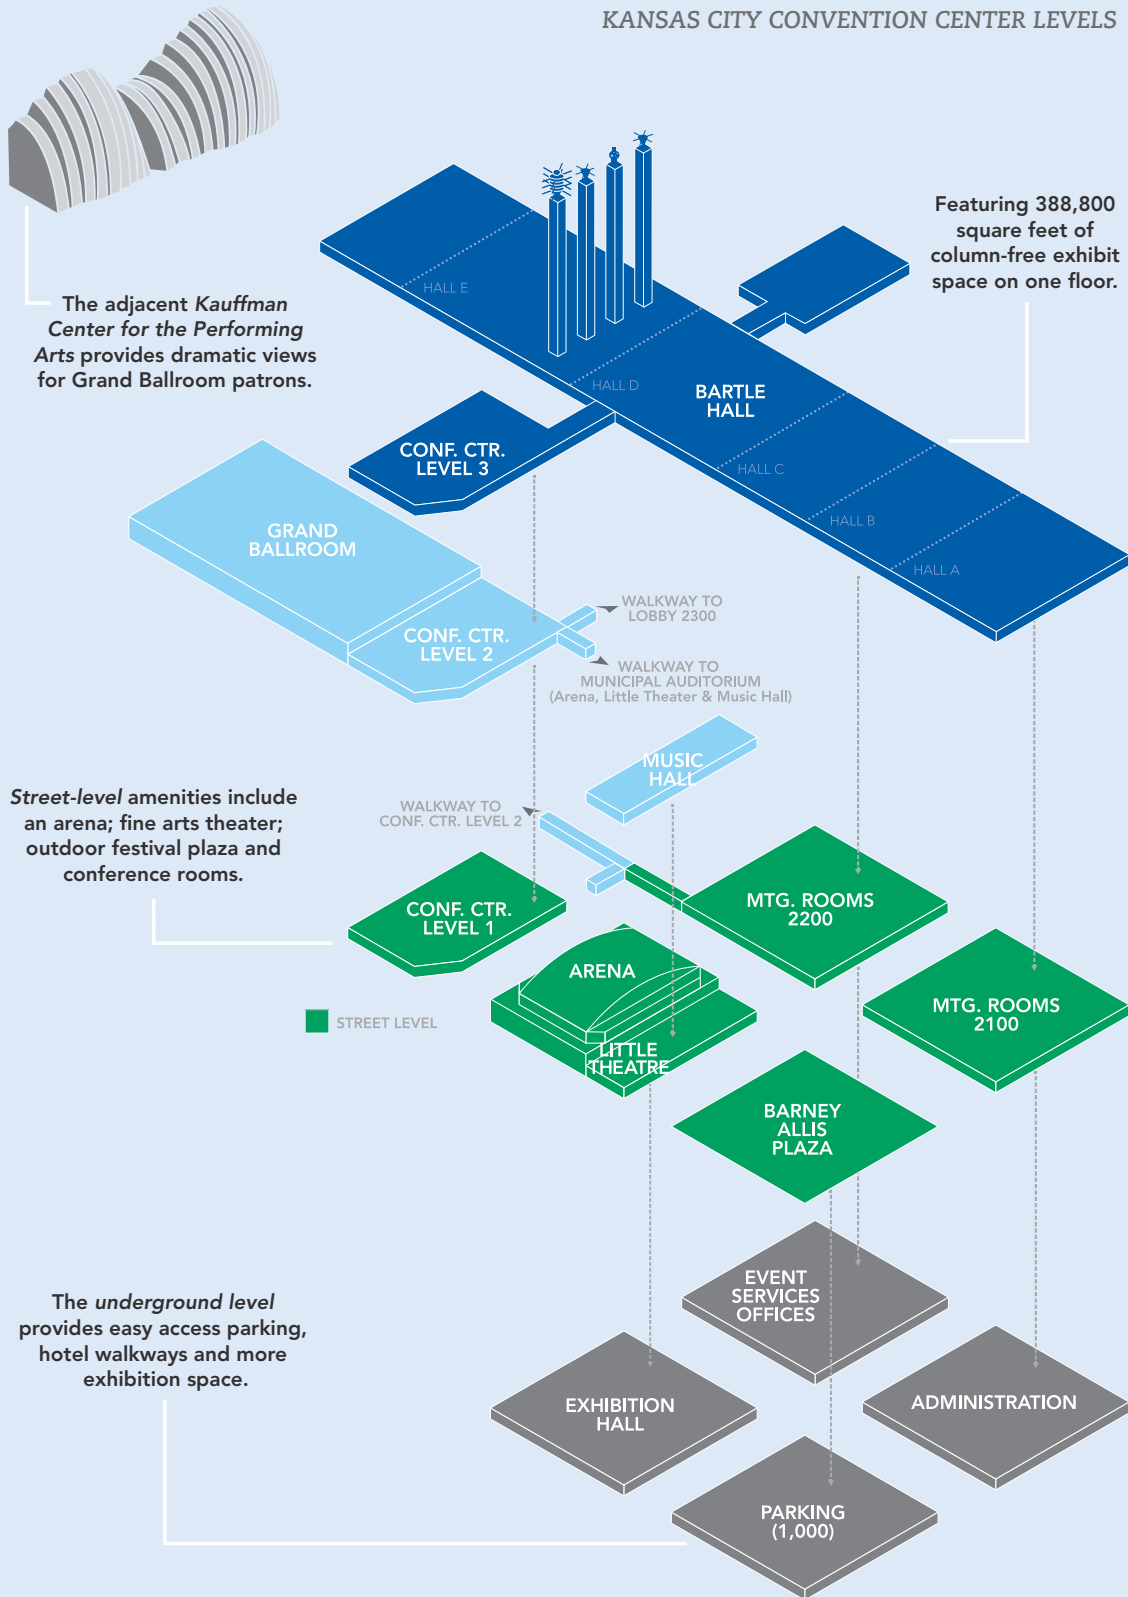 KANSAS CITY CONVENTION CENTER LEVELS
Featuring 388,800
square feet of
column-free exhibit
space on one floor.
The adjacent Kauffman
Center for the Performing
Arts provides dramatic views
for Grand Ballroom patrons.
HALL E
HALL D
BARTLE
HALL
HALL C
HALL B
HALL A
CONF. CTR.
LEVEL 3
GRAND
BALLROOM
CONF. CTR.
LEVEL 2
WALKWAY TO
LOBBY 2300
WALKWAY TO
MUNICIPAL AUDITORIUM
(Arena, Little Theater & Music Hall)
MUSIC
HALL
WALKWAY TO
CONF. CTR. LEVEL 2
Street-level amenities include
an arena; fine arts theater;
outdoor festival plaza and
conference rooms.
CONF. CTR.
LEVEL 1
MTG. ROOMS
2200
ARENA
LITTLE
THEATRE
MTG. ROOMS
2100
STREET LEVEL
BARNEY
ALLIS
PLAZA
The underground level
provides easy access parking,
hotel walkways and more
exhibition space.
EVENT
SERVICES
OFFICES
EXHIBITION
HALL
ADMINISTRATION
PARKING
(1,000)